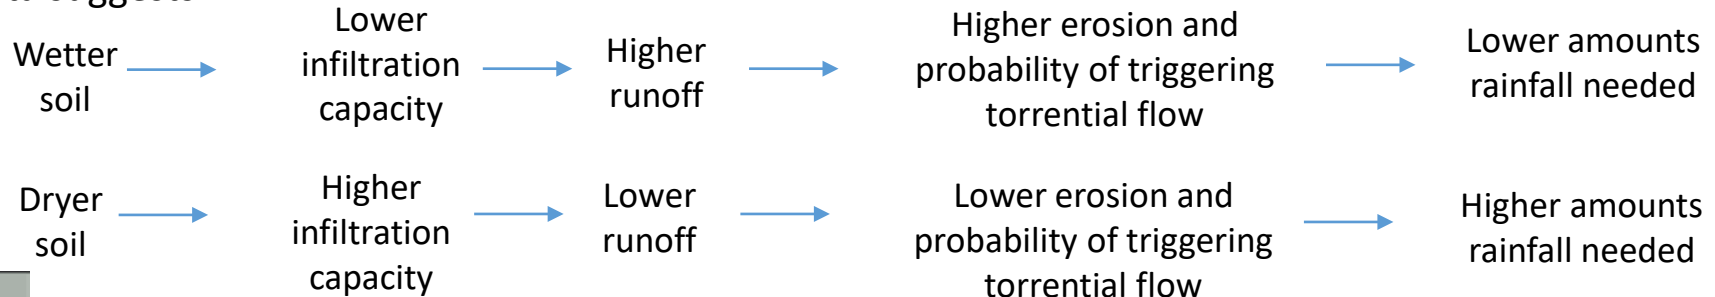 suggests
Wetter
soil
Lower
infiltration
capacity
Higher
runoff
Higher erosion and
probability of triggering
torrential flow
Lower amounts
rainfall needed
Dryer
soil
Higher
infiltration
capacity
Lower
runoff
Lower erosion and
probability of triggering
torrential flow
Higher amounts
rainfall needed